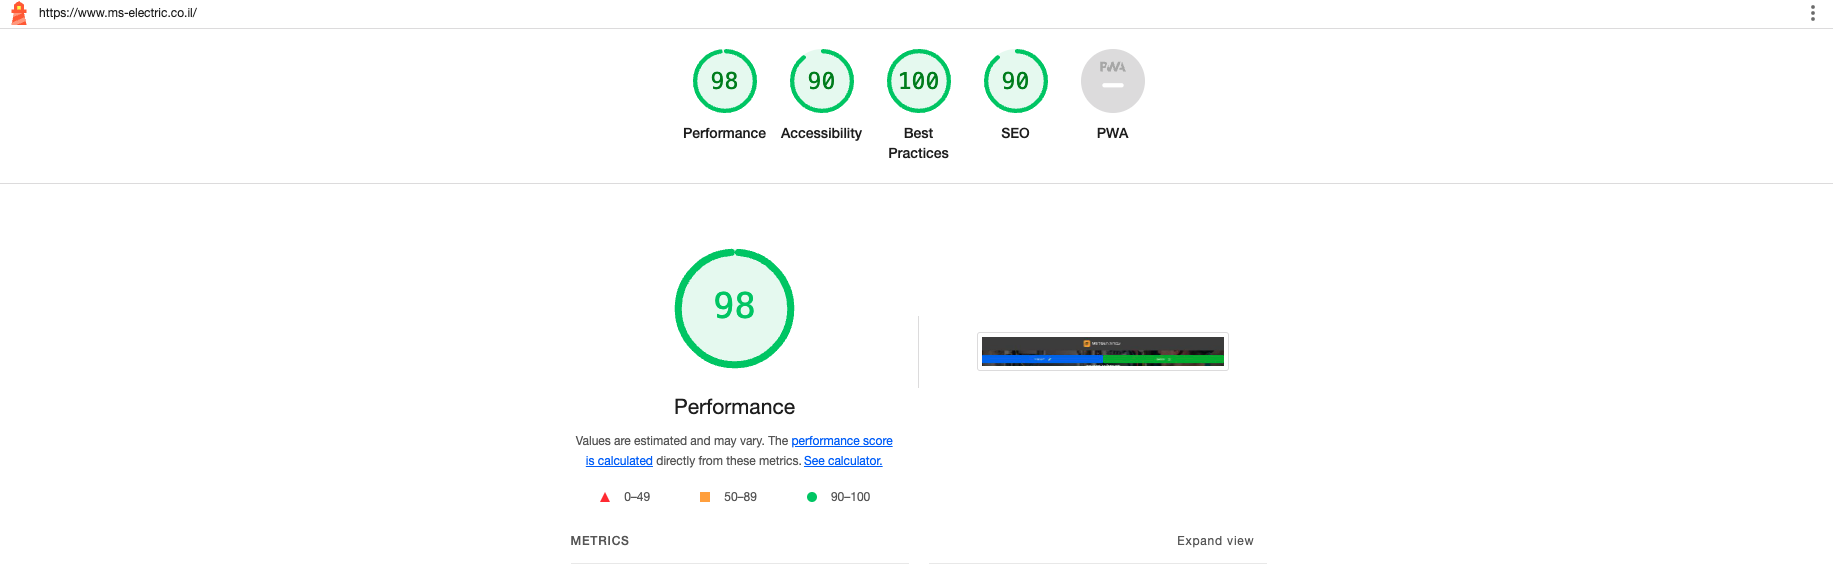 https://www.ms-electric.co.il/
98
90
100
90
PWA
Performance
Accessibility
Best
Practices
SEO
PWA
98
Performance
Values are estimated and may vary. The performance score
is calculated directly from these metrics. See calculator.
0–49
50–89
90–100
METRICS
Expand view